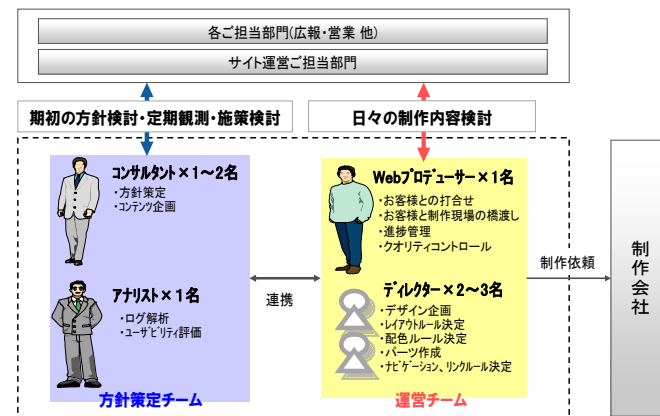 各ご担当部門(広報・営業 他)
サイト運営ご担当部門
期初の方針検討・定期観測・施策検討
日々の制作内容検討
コンサルタント×1～2名
・方針策定
・コンテンツ企画
アナリスト×1名
・ログ解析
・ユーザビリティ評価
方針策定チーム
連携
Webプロデューサー×1名
・お客様との打合せ
・お客様と制作現場の橋渡し
・進捗管理
・クオリティコントロール
ディレクター×2～3名
・デザイン企画
・レイアウトルール決定
・配色ルール決定
・パーツ作成
・ナビゲーション、リンクルール決定
運営チーム
制作依頼
制作会社